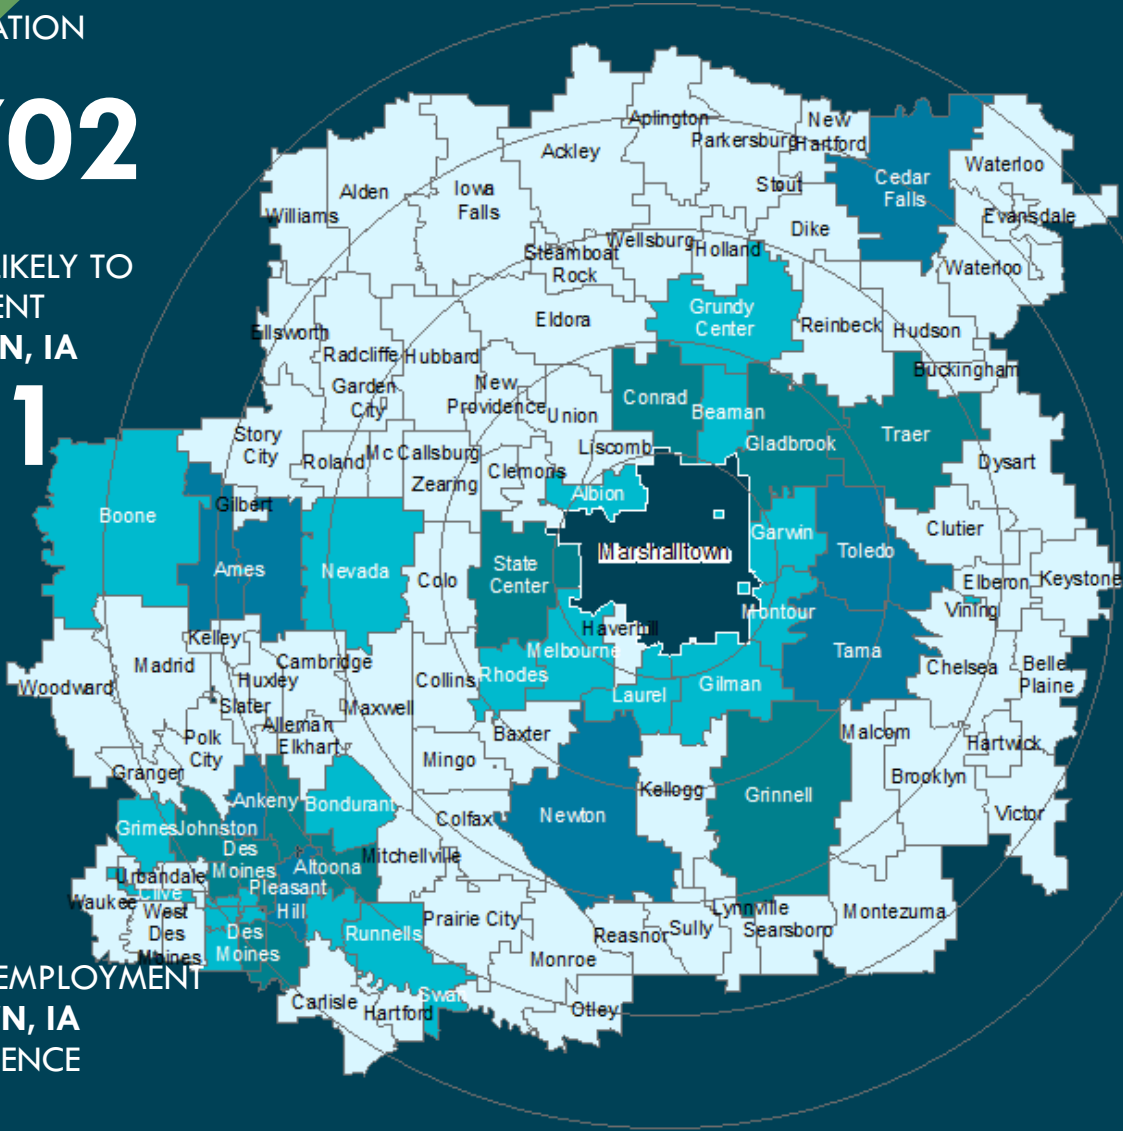 ATION
02
IKELY TO
ENT
N, IA
1
EMPLOYMENT
N, IA
ENCE
Aplington
Parkersburg
New
Hartford
Ackley
Cedar
Falls
Waterloo
Alden
Iowa
Falls
Stout
Williams
Evansdale
Dike
Wellsburg
Holland
Steamboat
Rock
Waterloo
Grundy
Center
Eldora
Reinbeck
Hudson
Ellsworth
Radcliffe
Hubbard
Buckingham
Garden
City
New
Providence
Conrad
Beaman
Union
Story
City
Liscomb
Gladbrook
Traer
Roland
Mc Callsburg
Clemons
Dysart
Zearing
Albion
Gilbert
Boone
Garwin
Clutier
Marshalltown
Toledo
Ames
Nevada
Colo
State
Center
Elberon
Keystone
Montour
Vining
Haverhill
Kelley
Melbourne
Tama
Madrid
Cambridge
Chelsea
Belle
Plaine
Woodward
Huxley
Collins
Rhodes
Gilman
Laurel
Slater
Maxwell
Alleman
Baxter
Malcom
Polk
City
Elkhart
Hartwick
Granger
Mingo
Brooklyn
Kellogg
Grinnell
Ankeny
Bondurant
Newton
Victor
Colfax
Grimes
Johnston
Des
Moines
Mitchellville
Altoona
Urbandale
Pleasant
Hill
Clive
Waukee
West
Des
Moines
Lynnville
Montezuma
Prairie City
Des
Moines
Runnells
Reasnor
Sully
Searsboro
Monroe
Swan
Carlisle
Hartford
Otley